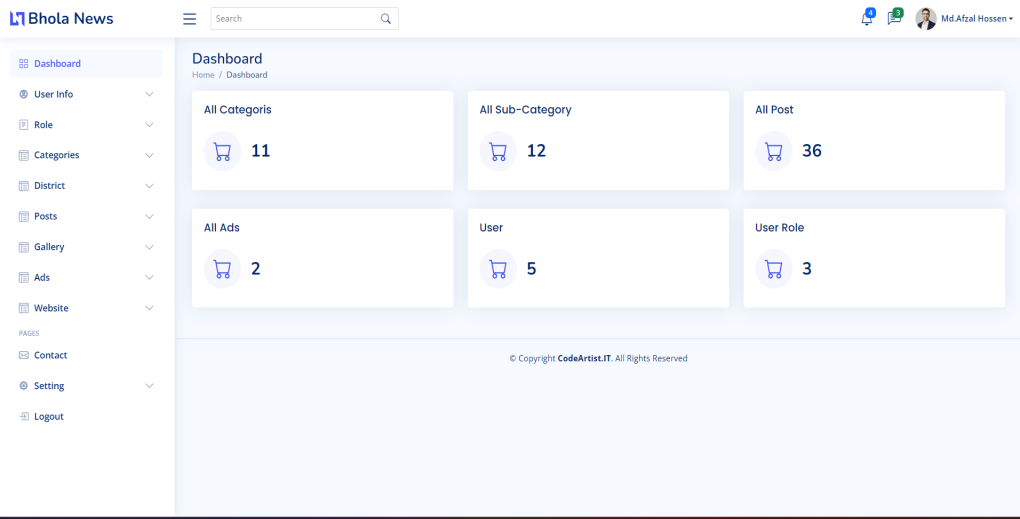 Bhola News
Search
4
3
Md.Afzal Hossen
Dashboard
User Info
Role
Categories
District
Posts
Gallery
Ads
Website
PAGES
Contact
Setting
Logout
Dashboard
Home / Dashboard
All Categoris
11
All Sub-Category
12
All Post
36
All Ads
2
User
5
User Role
3
© Copyright CodeArtist.IT. All Rights Reserved